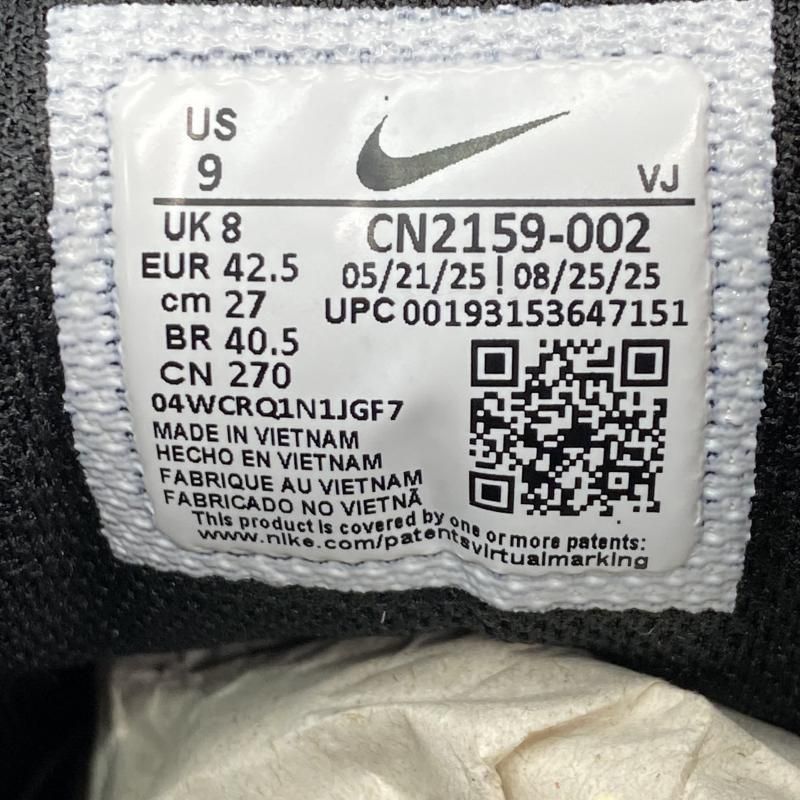 US
9
VJ
UK 8
EUR 42.5
cm 27
BR 40.5
CN 270
CN2159-002
05/21/25 | 08/25/25
UPC 00193153647151
04WCRQ1N1JGF7
MADE IN VIETNAM
HECHO EN VIETNAM
FABRIQUE AU VIETNAM
FABRICADO NO VIETNÃ
This product is covered by one or more patents:
www.nike.com/patentsvirtualmarking